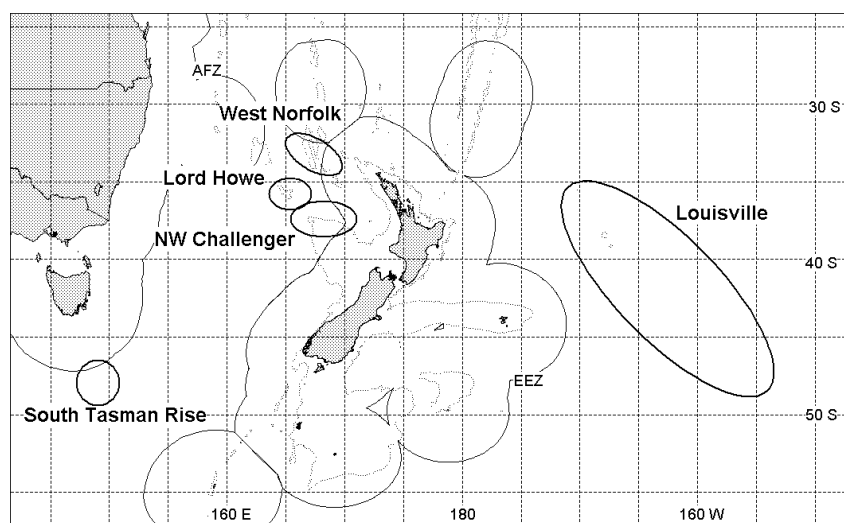 AFZ
30 S
West Norfolk
Lord Howe
Louisville
NW Challenger
40 S
EEZ
South Tasman Rise
50 S
160 E
180
160 W